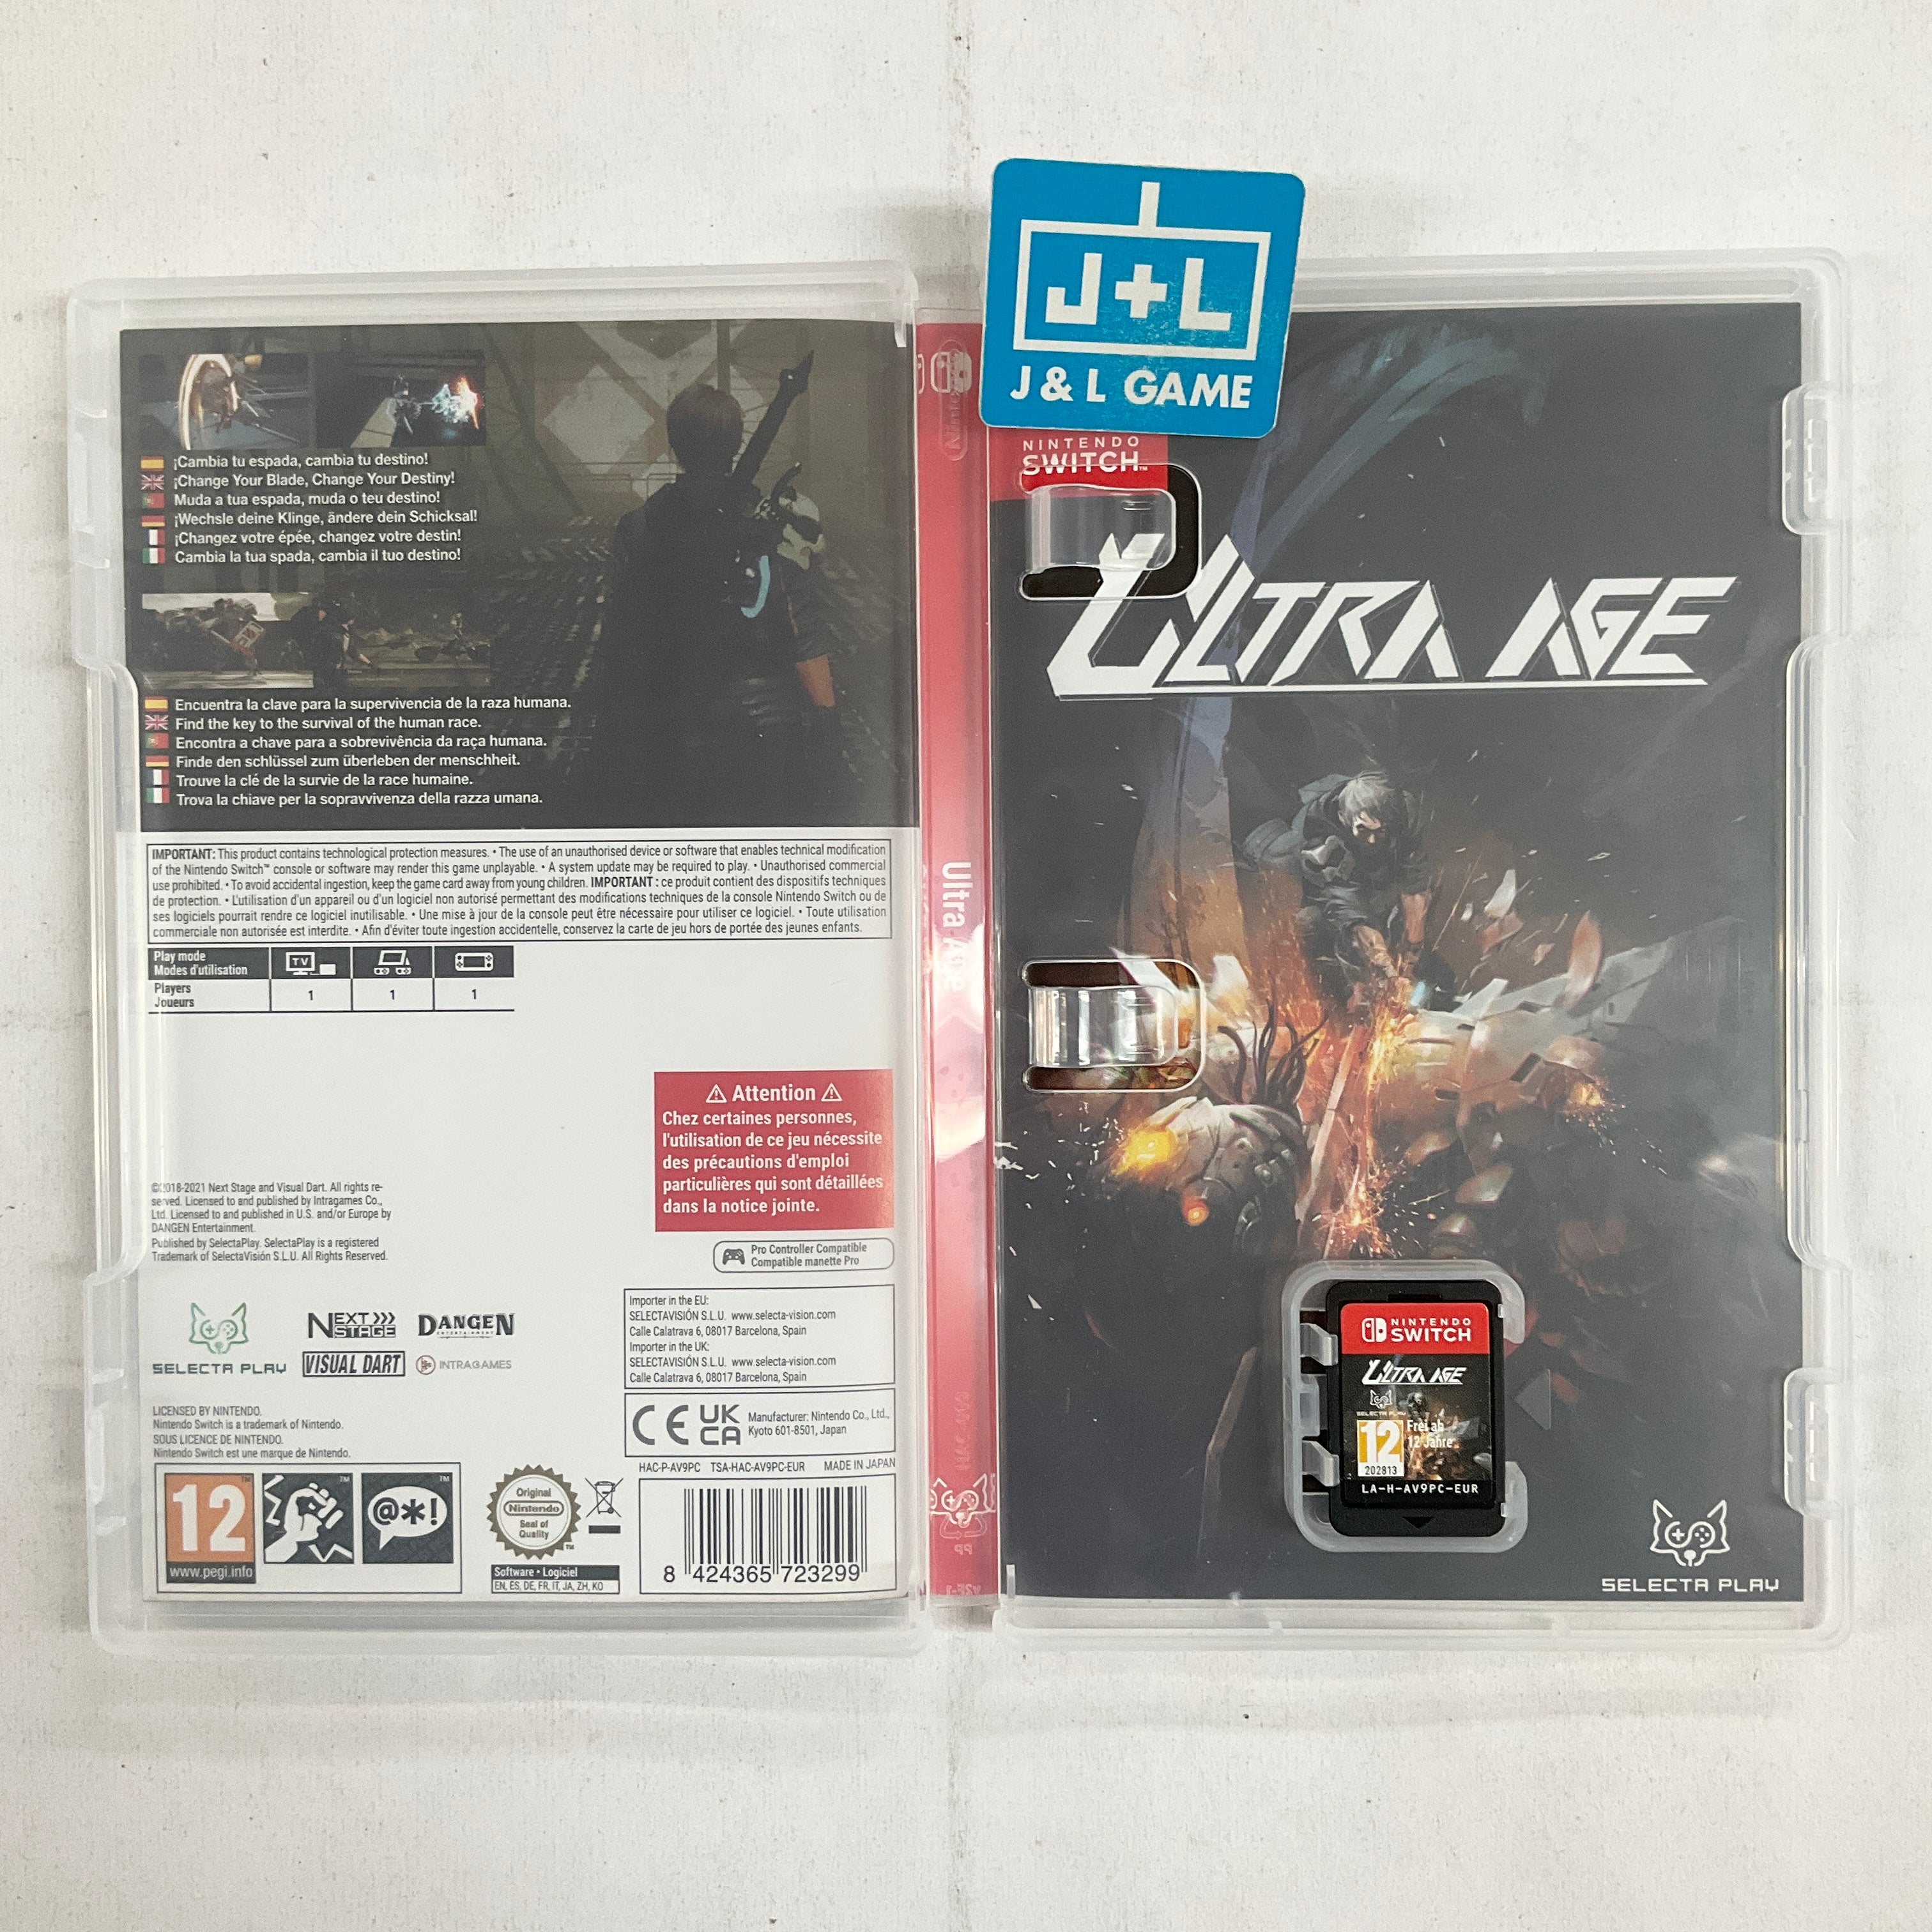 ¡Cambia tu espada, cambia tu destino!
¡Change Your Blade, Change Your Destiny!
Muda a tua espada, muda o teu destino!
¡Wechsle deine Klinge, ändere dein Schicksal!
¡Changez votre épée, changez votre destin!
Cambia la tua spada, cambia il tuo destino!
Encuentra la clave para la supervivencia de la raza humana.
Find the key to the survival of the human race.
Encontra a chave para a sobrevivência da raça humana.
Finde den schlüssel zum überleben der menschheit.
Trouve la clé de la survie de la race humaine.
Trova la chiave per la sopravvivenza della razza umana.
IMPORTANT: This product contains technological protection measures. • The use of an unauthorised device or software that enables technical modification
of the Nintendo Switch™ console or software may render this game unplayable. • A system update may be required to play. • Unauthorised commercial
use prohibited. • To avoid accidental ingestion, keep the game card away from young children. IMPORTANT : ce produit contient des dispositifs techniques
de protection. • L'utilisation d'un appareil ou d'un logiciel non autorisé permettant des modifications techniques de la console Nintendo Switch ou de
ses logiciels pourrait rendre ce logiciel inutilisable. • Une mise à jour de la console peut être nécessaire pour utiliser ce logiciel. • Toute utilisation
commerciale non autorisée est interdite. • Afin d'éviter toute ingestion accidentelle, conservez la carte de jeu hors de portée des jeunes enfants.
Play mode
Modes d'utilisation
TV
Players
Joueurs
1 1 1
⚠ Attention ⚠
Chez certaines personnes,
l'utilisation de ce jeu nécessite
des précautions d'emploi
particulières qui sont détaillées
dans la notice jointe.
©2018-2021 Next Stage and Visual Dart. All rights re-
served. Licensed to and published by Intragames Co.,
Ltd. Licensed to and published in U.S. and/or Europe by
DANGEN Entertainment.
Published by SelectaPlay. SelectaPlay is a registered
Trademark of SelectaVisión S.L.U. All Rights Reserved.
Pro Controller Compatible
Compatible manette Pro
SELECTA PLAY
NEXT STAGE
DANGEN
ENTERTAINMENT
VISUAL DART
INTRAGAMES
Importer in the EU:
SELECTAVISIÓN S.L.U. www.selecta-vision.com
Calle Calatrava 6, 08017 Barcelona, Spain
Importer in the UK:
SELECTAVISIÓN S.L.U. www.selecta-vision.com
Calle Calatrava 6, 08017 Barcelona, Spain
LICENSED BY NINTENDO.
Nintendo Switch is a trademark of Nintendo.
SOUS LICENCE DE NINTENDO.
Nintendo Switch est une marque de Nintendo.
CE UK CA
Manufacturer: Nintendo Co., Ltd.,
Kyoto 601-8501, Japan
HAC-P-AV9PC TSA-HAC-AV9PC-EUR MADE IN JAPAN
12
www.pegi.info
@*!
Original
Nintendo
Seal of
Quality
Software • Logiciel
EN, ES, DE, FR, IT, JA, ZH, KO
8 424365 723299
Ultra Age
J+L
J & L GAME
NINTENDO
SWITCH™
ULTRA AGE
NINTENDO
SWITCH
ULTRA AGE
SELECTA PLAY
12
Frei ab
12 Jahre
202813
LA-H-AV9PC-EUR
SELECTA PLAY